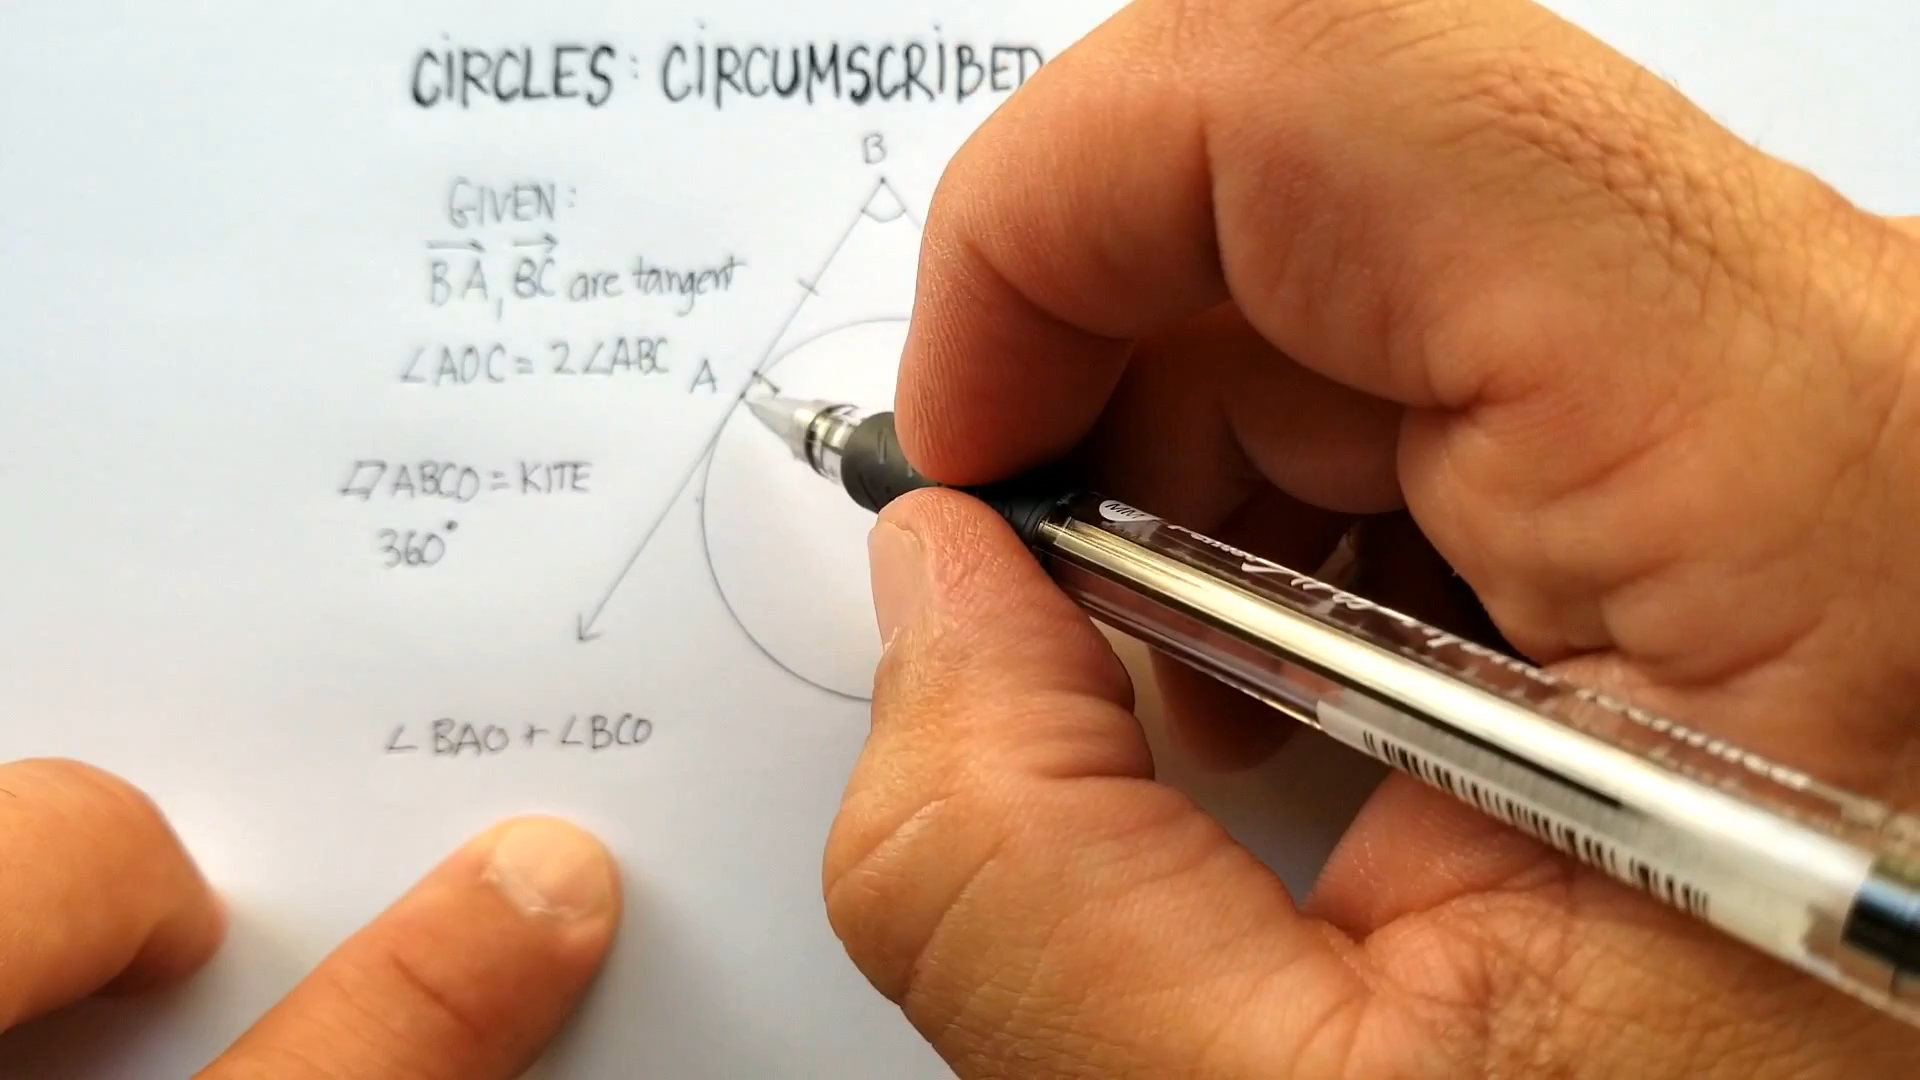 CIRCLES: CIRCUMSCRIBED
B
GIVEN:
BA, BC are tangent
∠AOC = 2∠ABC
A
▱ABCO = KITE
360°
∠BAO + ∠BCO